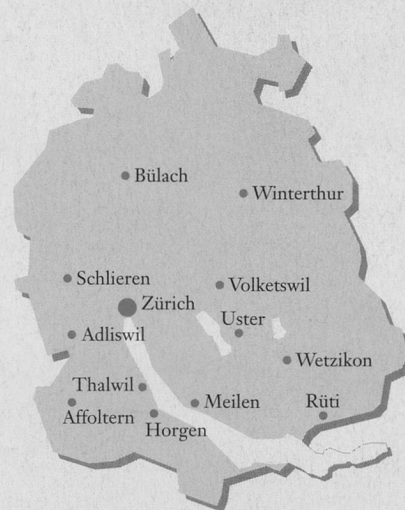 Bülach
Winterthur
Schlieren
Volketswil
Zürich
Uster
Adliswil
Wetzikon
Thalwil
Meilen
Rüti
Affoltern
Horgen